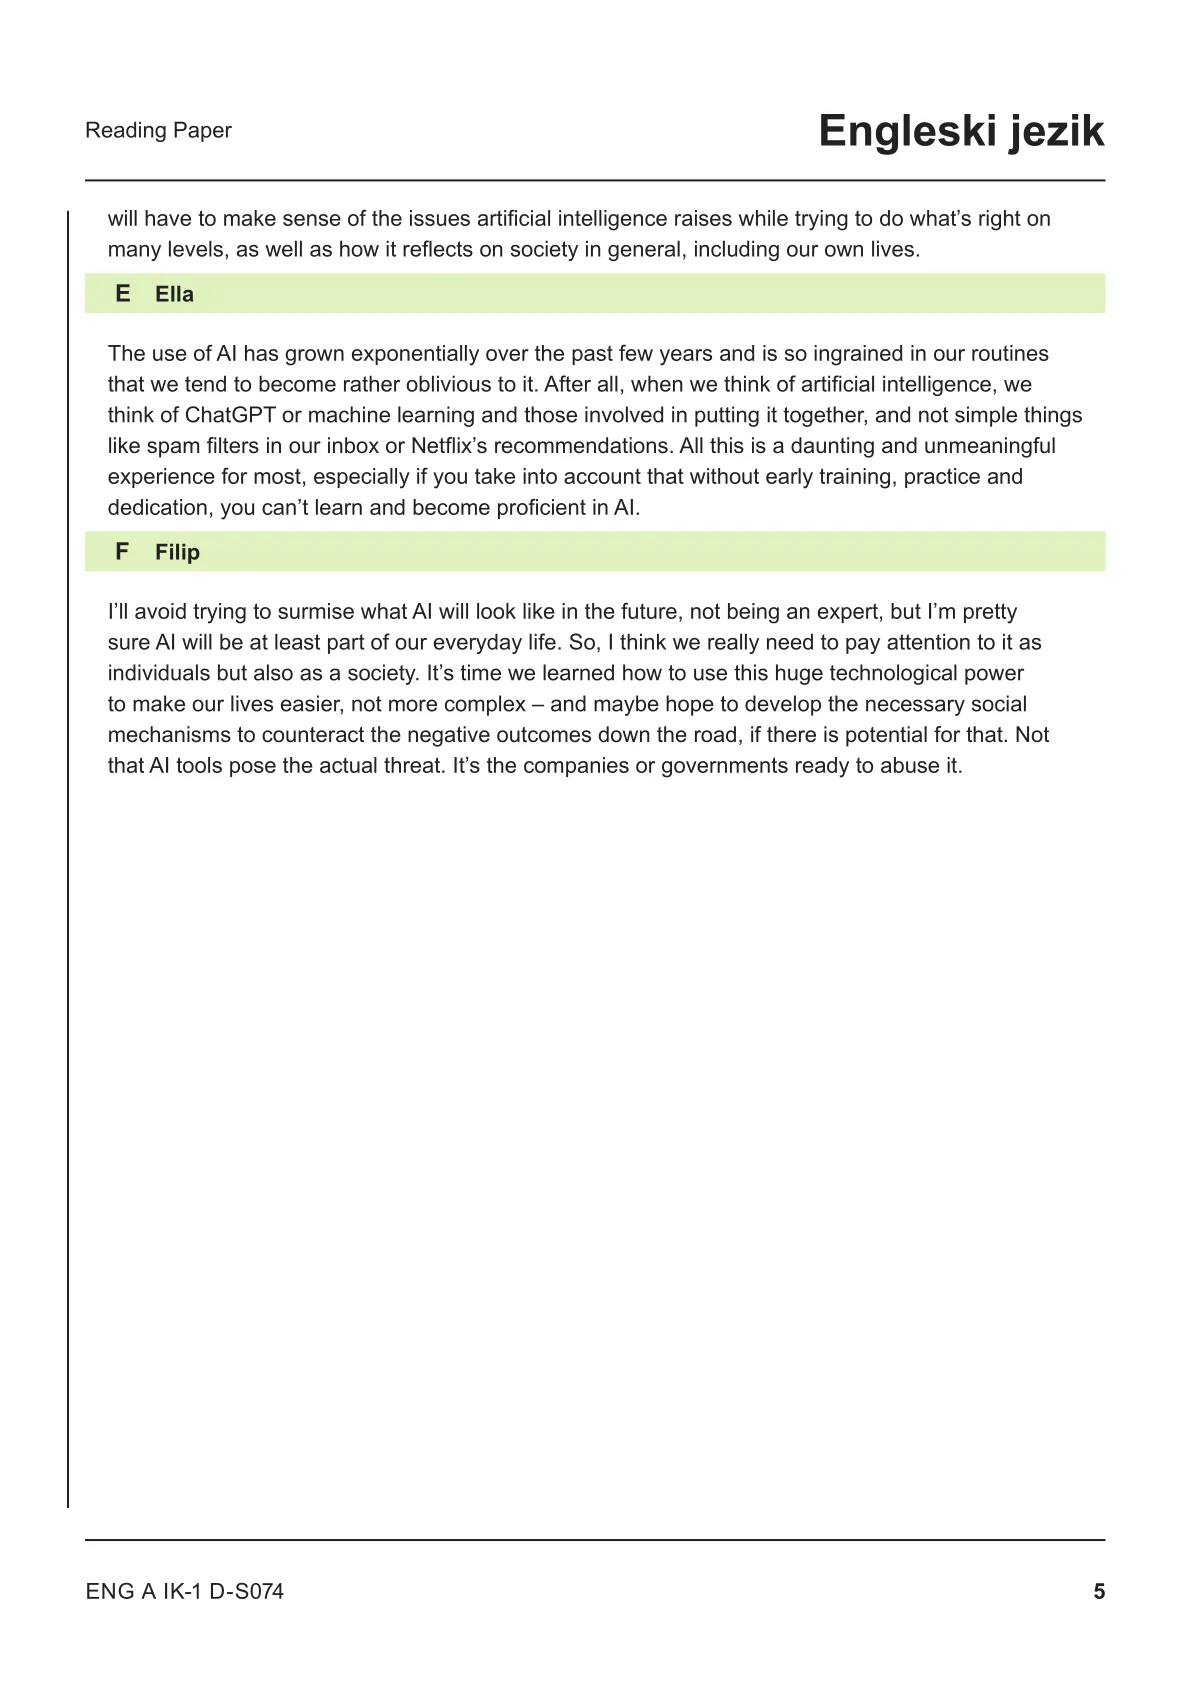 Reading Paper
Engleski jezik
will have to make sense of the issues artificial intelligence raises while trying to do what’s right on
many levels, as well as how it reflects on society in general, including our own lives.
E Ella
The use of AI has grown exponentially over the past few years and is so ingrained in our routines
that we tend to become rather oblivious to it. After all, when we think of artificial intelligence, we
think of ChatGPT or machine learning and those involved in putting it together, and not simple things
like spam filters in our inbox or Netflix’s recommendations. All this is a daunting and unmeaningful
experience for most, especially if you take into account that without early training, practice and
dedication, you can’t learn and become proficient in AI.
F Filip
I’ll avoid trying to surmise what AI will look like in the future, not being an expert, but I’m pretty
sure AI will be at least part of our everyday life. So, I think we really need to pay attention to it as
individuals but also as a society. It’s time we learned how to use this huge technological power
to make our lives easier, not more complex – and maybe hope to develop the necessary social
mechanisms to counteract the negative outcomes down the road, if there is potential for that. Not
that AI tools pose the actual threat. It’s the companies or governments ready to abuse it.
ENG A IK-1 D-S074
5